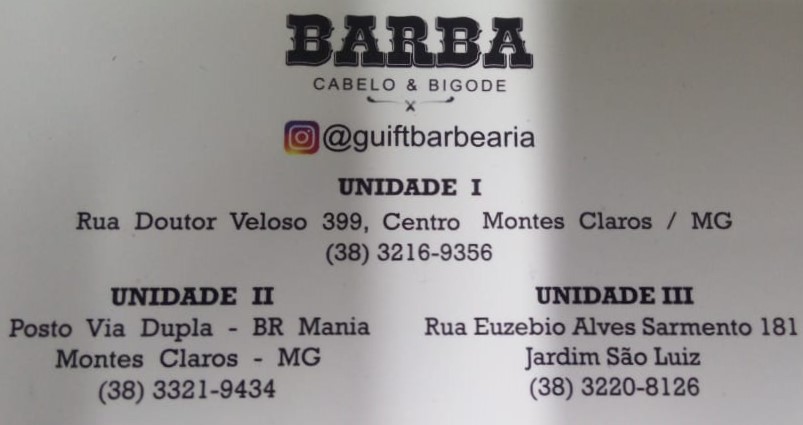 BARBA
CABELO & BIGODE
@guiftbarbearia
UNIDADE I
Rua Doutor Veloso 399, Centro Montes Claros / MG
(38) 3216-9356
UNIDADE II
Posto Via Dupla - BR Mania
Montes Claros - MG
(38) 3321-9434
UNIDADE III
Rua Euzebio Alves Sarmento 181
Jardim São Luiz
(38) 3220-8126